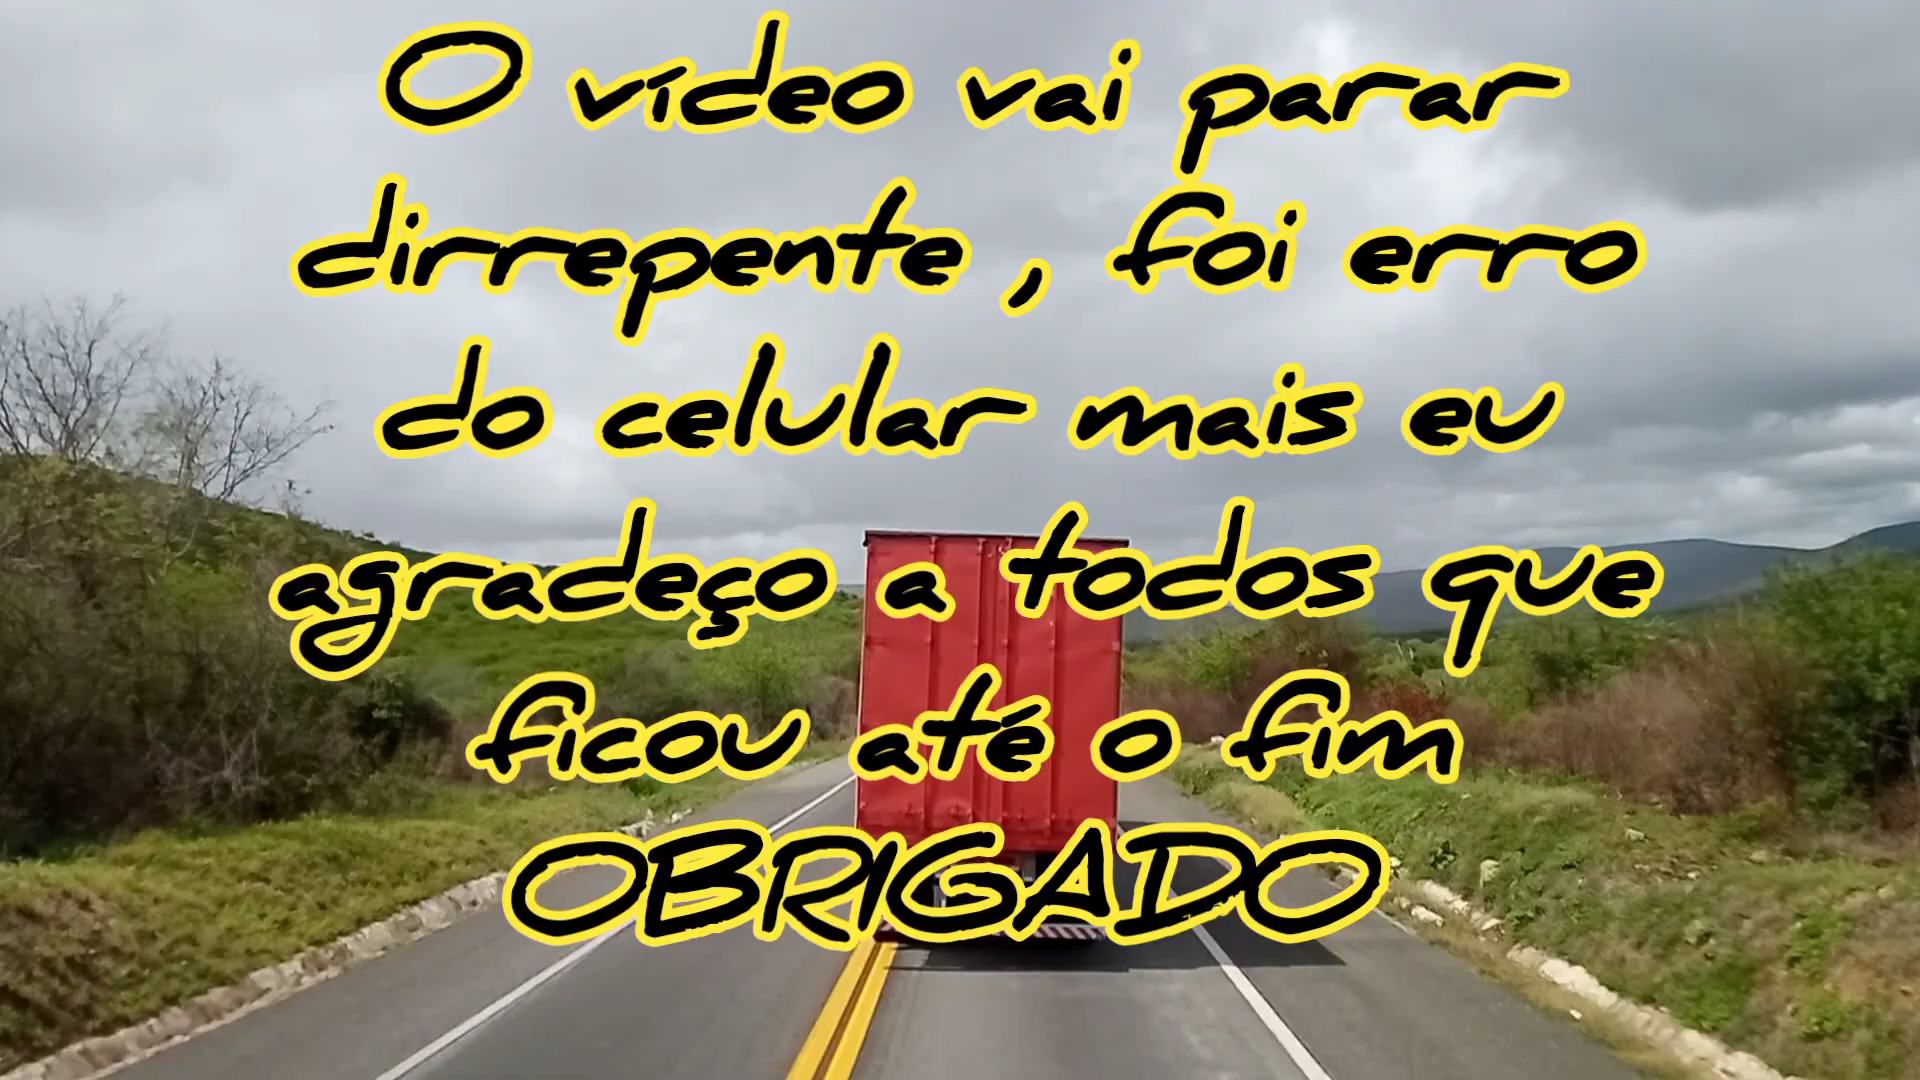 O vídeo vai parar
dirrepente , foi erro
do celular mais eu
agradeço a todos que
ficou até o fim
OBRIGADO